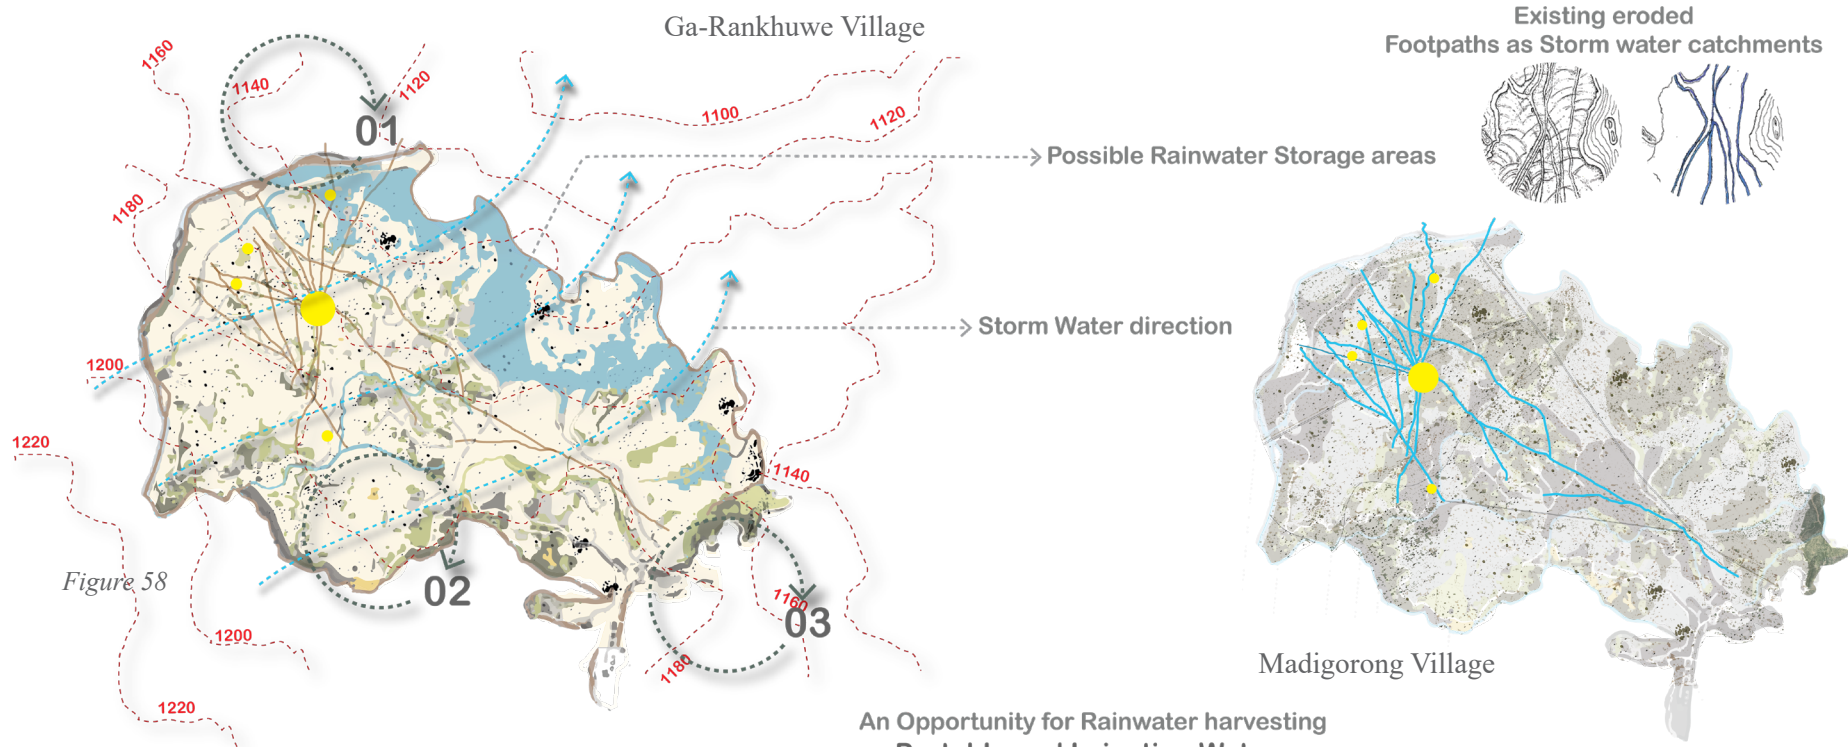 Ga-Rankhuwe Village
Existing eroded
Footpaths as Storm water catchments
1160
1140
1120
1100
1120
01
Possible Rainwater Storage areas
1180
Storm Water direction
1200
1220
1140
Figure 58
02
1160
03
1200
1180
Madigorong Village
1220
An Opportunity for Rainwater harvesting